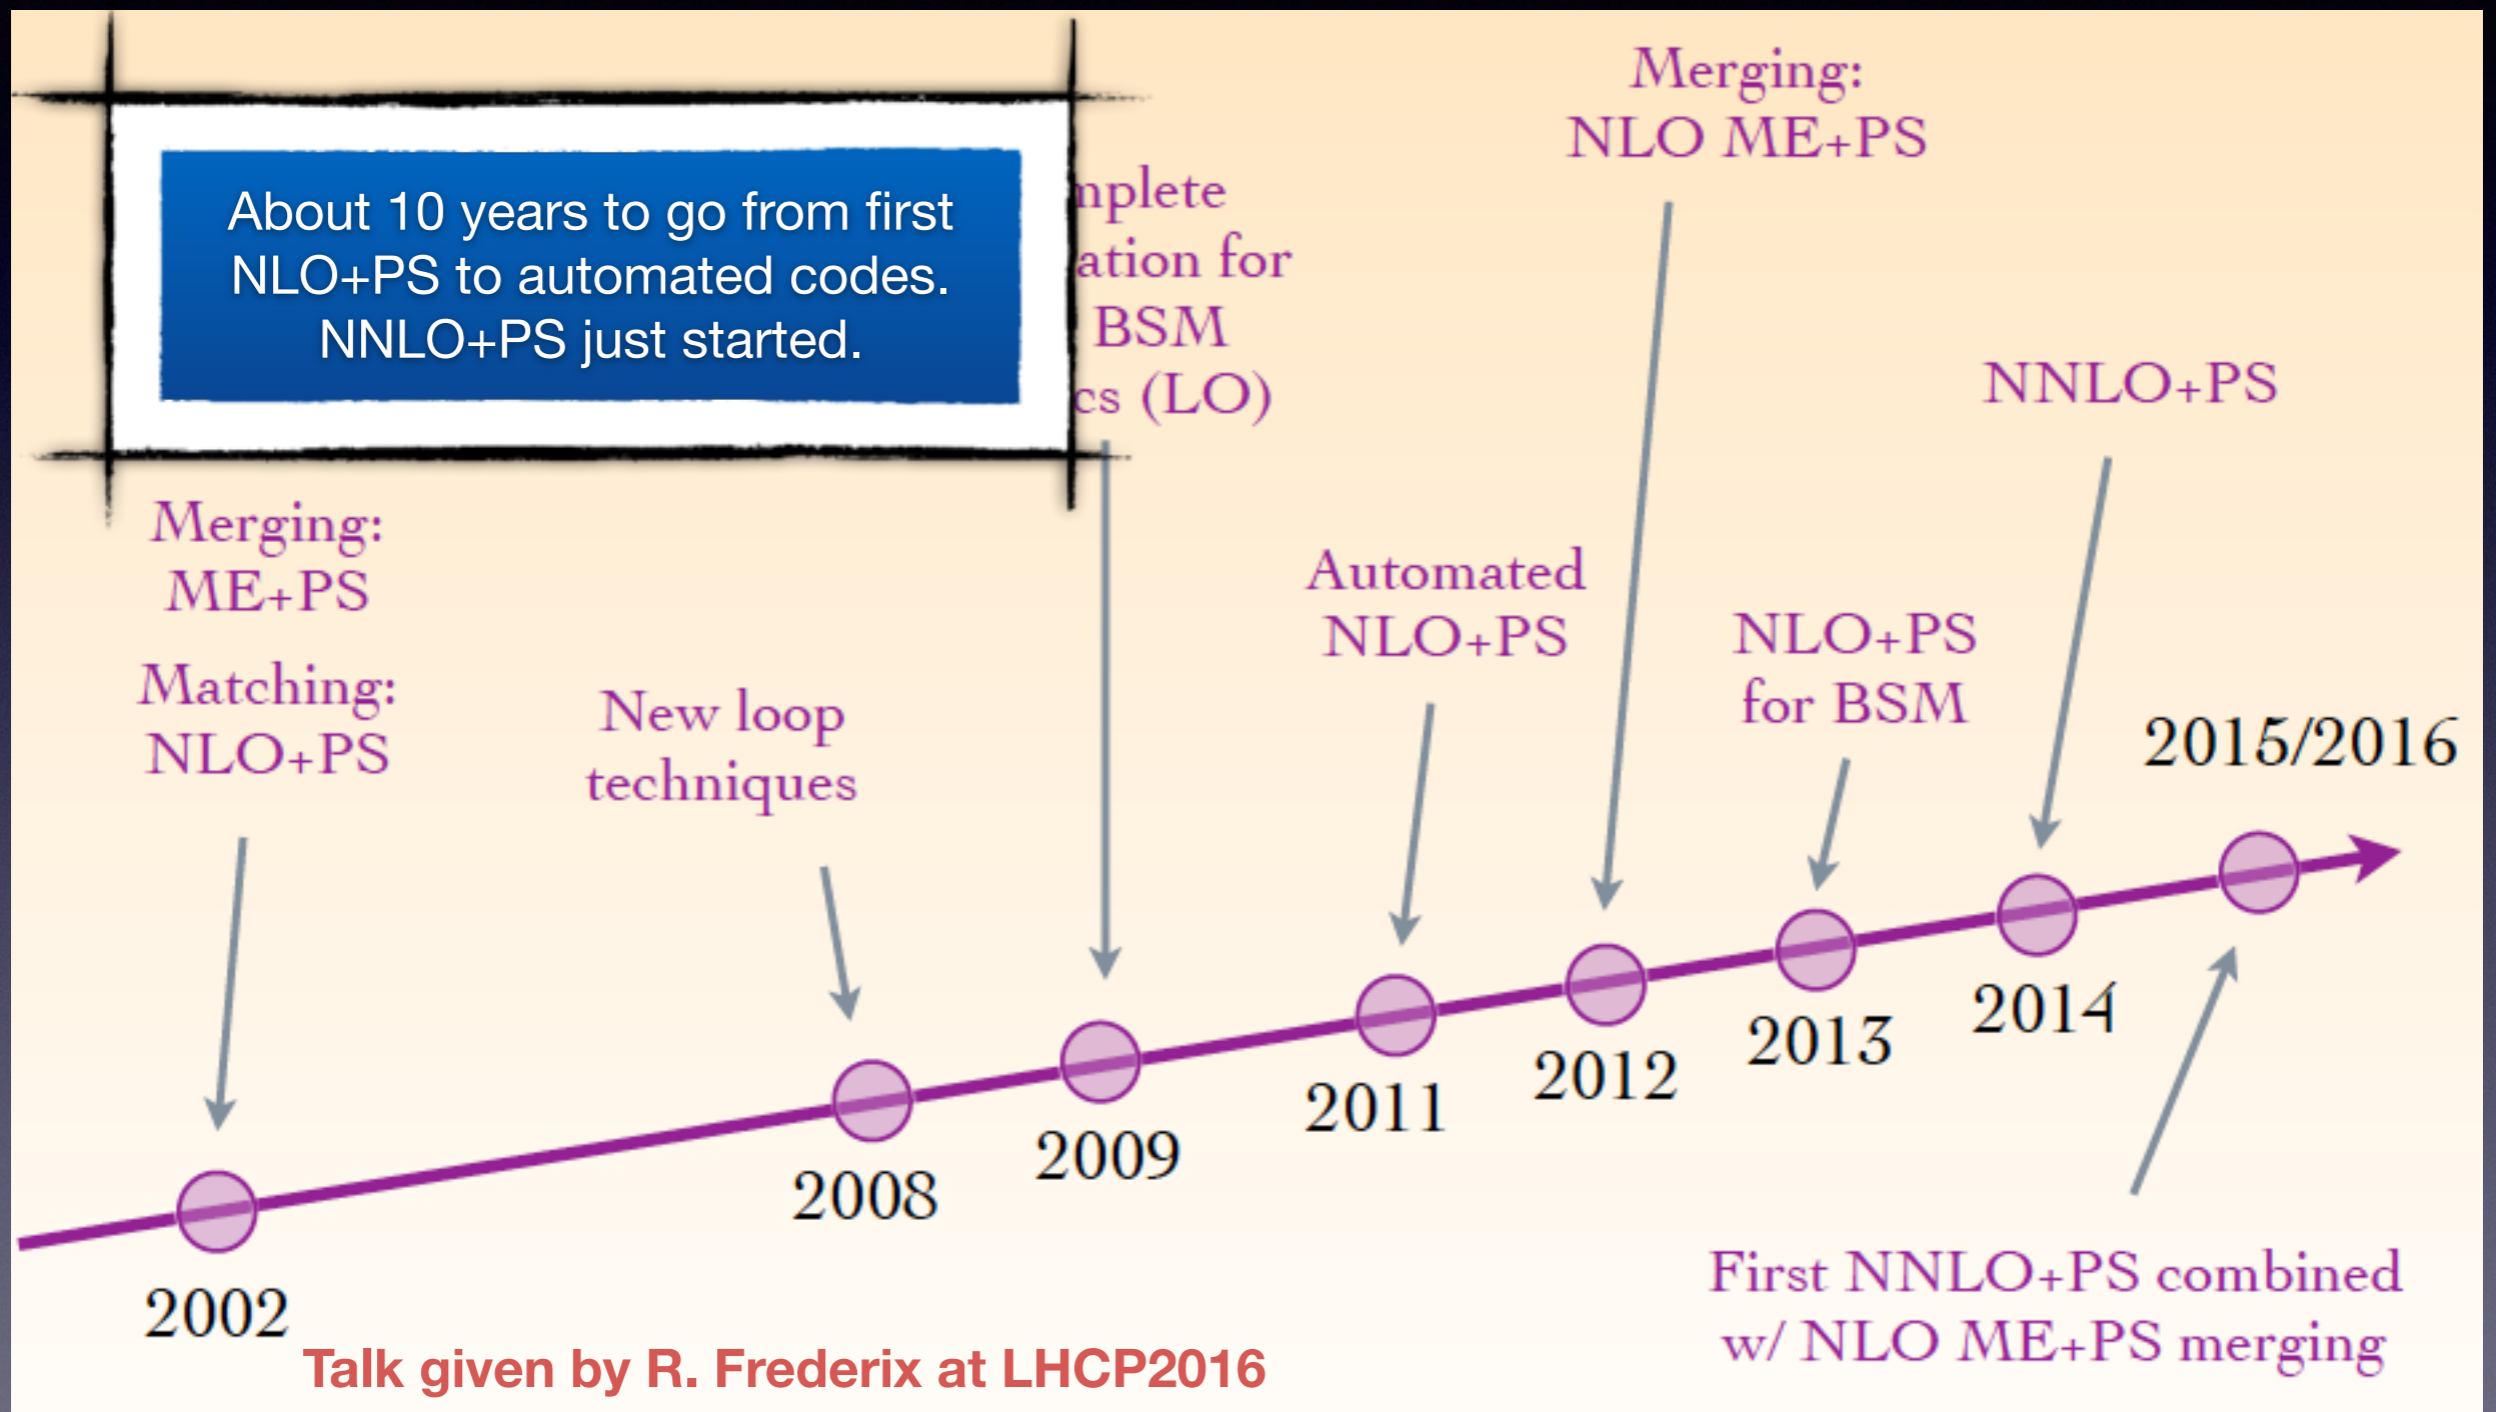 About 10 years to go from first
NLO+PS to automated codes.
NNLO+PS just started.
Merging:
ME+PS
Matching:
NLO+PS
New loop
techniques
for
BSM
(LO)
Automated
NLO+PS
Merging:
NLO ME+PS
NLO+PS
for BSM
NNLO+PS
2015/2016
2002
2008
2009
2011
2012
2013
2014
First NNLO+PS combined
w/ NLO ME+PS merging
Talk given by R. Frederix at LHCP2016